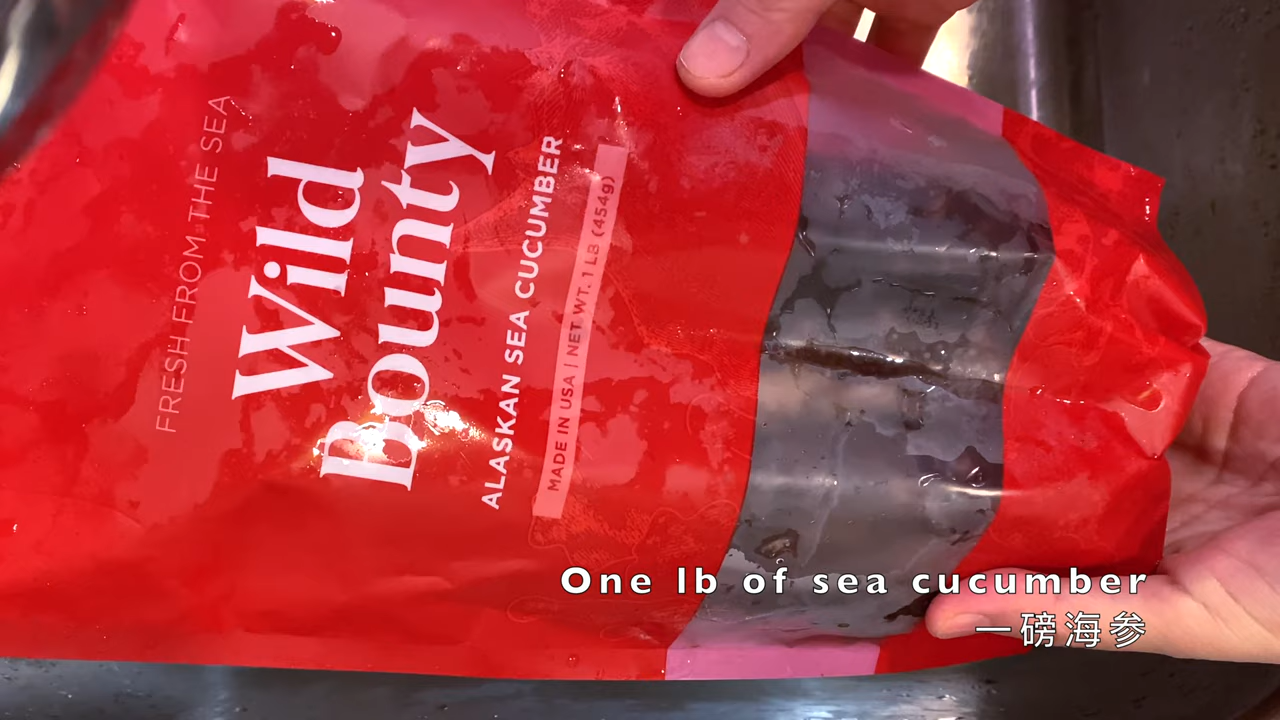 FRESH FROM THE SEA
Wild
Bounty
ALASKAN SEA CUCUMBER
MADE IN USA | NET WT. 1 LB (454g)
One lb of sea cucumber
一磅海参